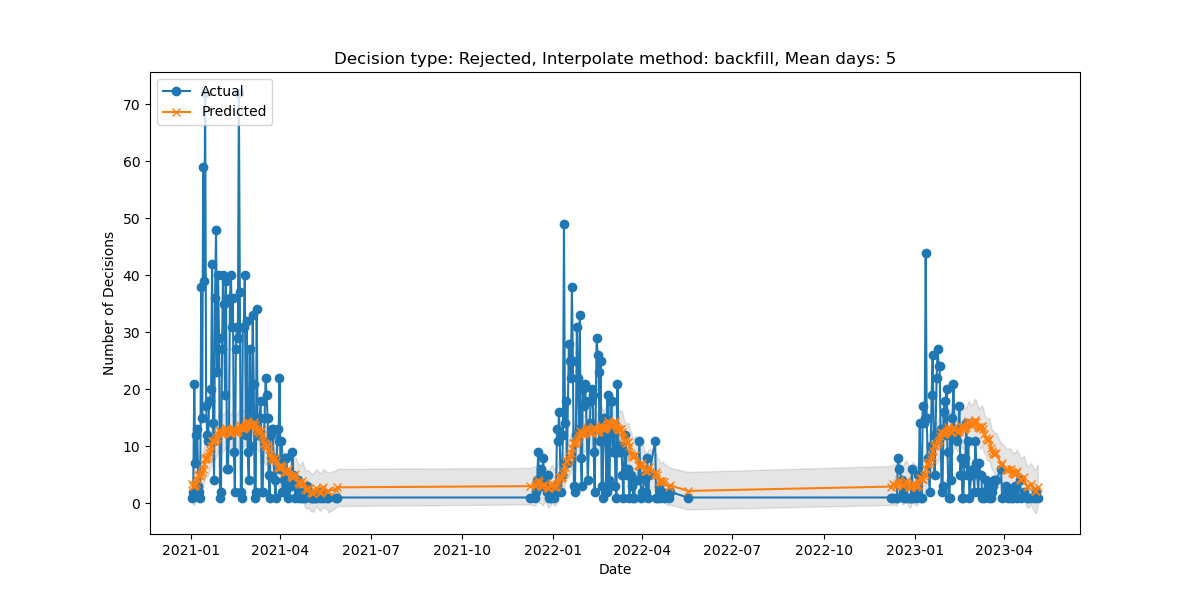 Decision type: Rejected, Interpolate method: backfill, Mean days: 5
Actual
Predicted
Number of Decisions
70
60
50
40
30
20
10
0
2021-01 2021-04 2021-07 2021-10 2022-01 2022-04 2022-07 2022-10 2023-01 2023-04
Date